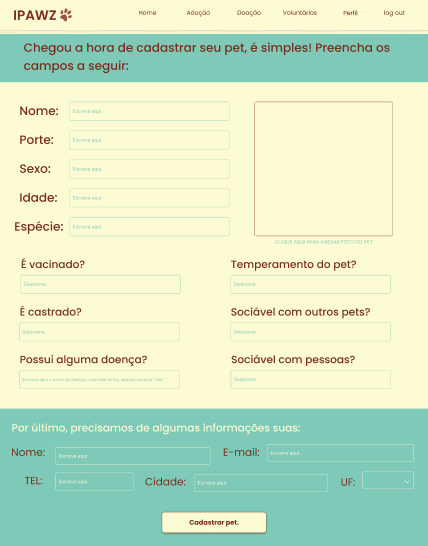 IPAWZ
Home Adoção Doação Voluntários Perfil log out
Chegou a hora de cadastrar seu pet, é simples! Preencha os
campos a seguir:
Nome: Escreva aqui.
Porte: Escreva aqui.
Sexo: Escreva aqui.
Idade: Escreva aqui.
Espécie: Escreva aqui.
CLIQUE AQUI PARA ANEXAR FOTO DO PET
É vacinado? Temperamento do pet?
Selecione. Selecione.
É castrado? Sociável com outros pets?
Selecione. Selecione.
Possui alguma doença? Sociável com pessoas?
Escreva aqui o nome da doença, caso não tenha, apenas escreva "não". Selecione.
Por último, precisamos de algumas informações suas:
Nome: Escreva aqui. E-mail: Escreva aqui.
TEL: Escreva aqui Cidade: Escreva aqui. UF:
Cadastrar pet.